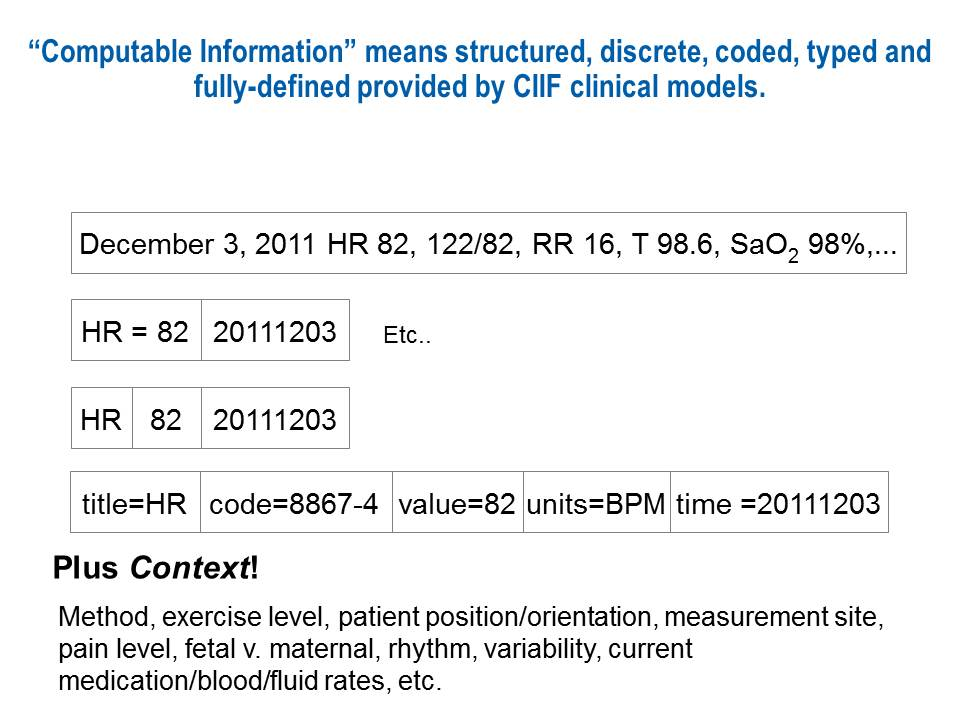 “Computable Information” means structured, discrete, coded, typed and
fully-defined provided by CIIF clinical models.
December 3, 2011 HR 82, 122/82, RR 16, T 98.6, SaO2 98%,...
HR = 82 20111203 Etc..
HR 82 20111203
title=HR code=8867-4 value=82 units=BPM time =20111203
Plus Context!
Method, exercise level, patient position/orientation, measurement site,
pain level, fetal v. maternal, rhythm, variability, current
medication/blood/fluid rates, etc.